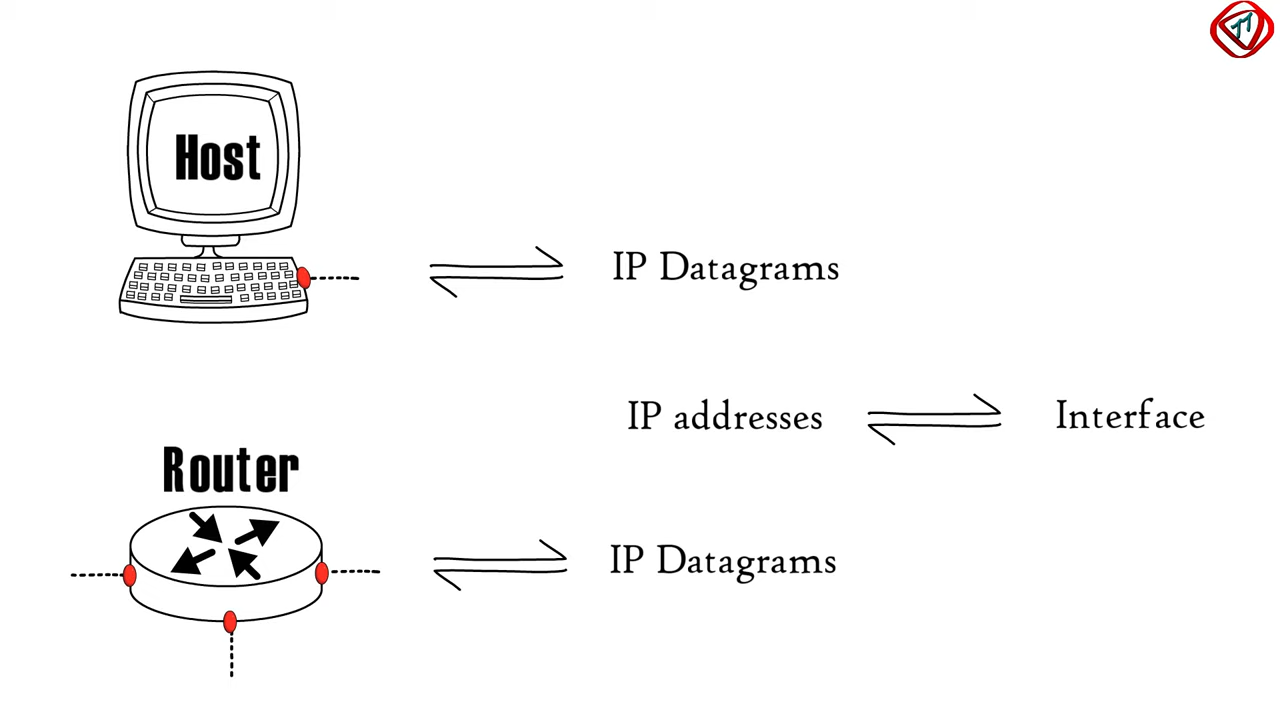 Host
IP Datagrams
IP addresses
Interface
Router
IP Datagrams